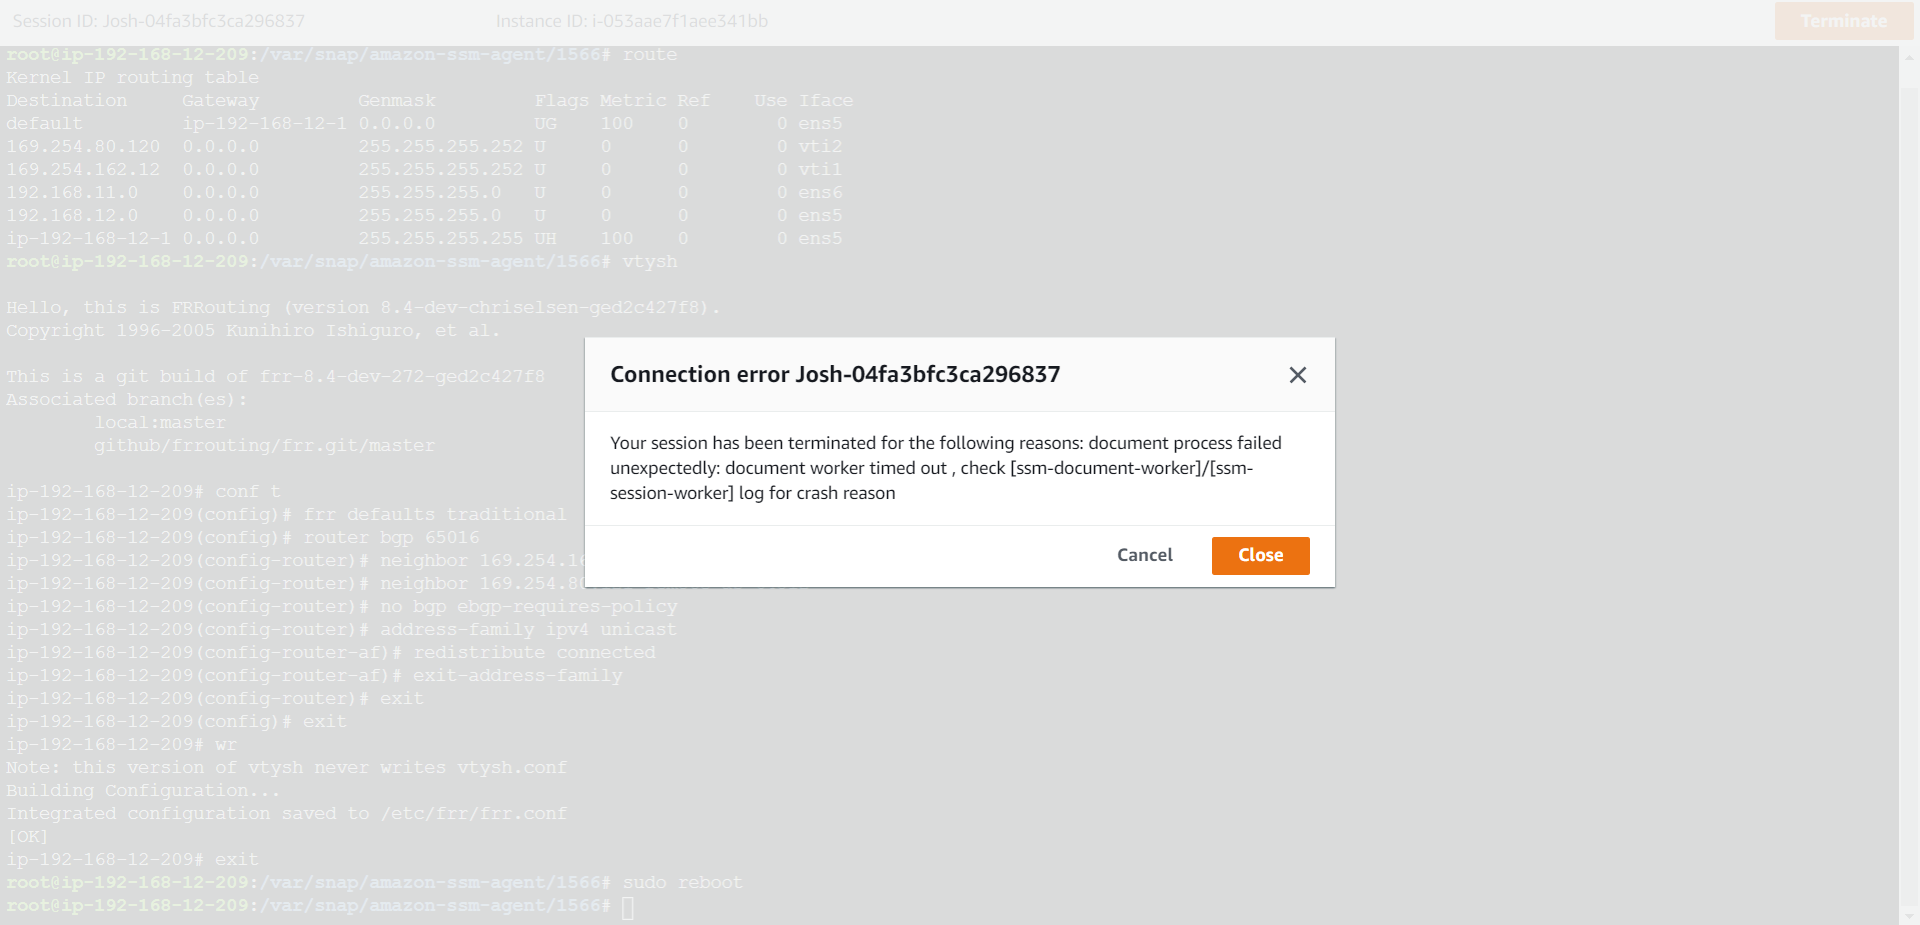 Session ID: Josh-04fa3bfc3ca296837 Instance ID: i-053aae7f1aee341bb Terminate
root@ip-192-168-12-209:/var/snap/amazon-ssm-agent/1566# route
Kernel IP routing table
Destination Gateway Genmask Flags Metric Ref Use Iface
default ip-192-168-12-1 0.0.0.0 UG 100 0 0 ens5
169.254.80.120 0.0.0.0 255.255.255.252 U 0 0 0 vti2
169.254.162.12 0.0.0.0 255.255.255.252 U 0 0 0 vti1
192.168.11.0 0.0.0.0 255.255.255.0 U 0 0 0 ens6
192.168.12.0 0.0.0.0 255.255.255.0 U 0 0 0 ens5
ip-192-168-12-1 0.0.0.0 255.255.255.255 UH 100 0 0 ens5
root@ip-192-168-12-209:/var/snap/amazon-ssm-agent/1566# vtysh
Hello, this is FRRouting (version 8.4-dev-chriselsen-ged2c427f8).
Copyright 1996-2005 Kunihiro Ishiguro, et al.
This is a git build of frr-8.4-dev-272-ged2c427f8
Associated branch(es):
local:master
github/frrouting/frr.git/master
ip-192-168-12-209# conf t
ip-192-168-12-209(config)# frr defaults traditional
ip-192-168-12-209(config)# router bgp 65016
ip-192-168-12-209(config-router)# neighbor
ip-192-168-12-209(config-router)# neighbor
ip-192-168-12-209(config-router)# no bgp ebgp-requires-policy
ip-192-168-12-209(config-router)# address-family ipv4 unicast
ip-192-168-12-209(config-router-af)# redistribute connected
ip-192-168-12-209(config-router-af)# exit-address-family
ip-192-168-12-209(config-router)# exit
ip-192-168-12-209(config)# exit
ip-192-168-12-209# wr
Note: this version of vtysh never writes vtysh.conf
Building Configuration...
Integrated configuration saved to /etc/frr/frr.conf
[OK]
ip-192-168-12-209# exit
root@ip-192-168-12-209:/var/snap/amazon-ssm-agent/1566# sudo reboot
root@ip-192-168-12-209:/var/snap/amazon-ssm-agent/1566#
Connection error Josh-04fa3bfc3ca296837
Your session has been terminated for the following reasons: document process failed
unexpectedly: document worker timed out , check [ssm-document-worker]/[ssm-
session-worker] log for crash reason
Cancel Close